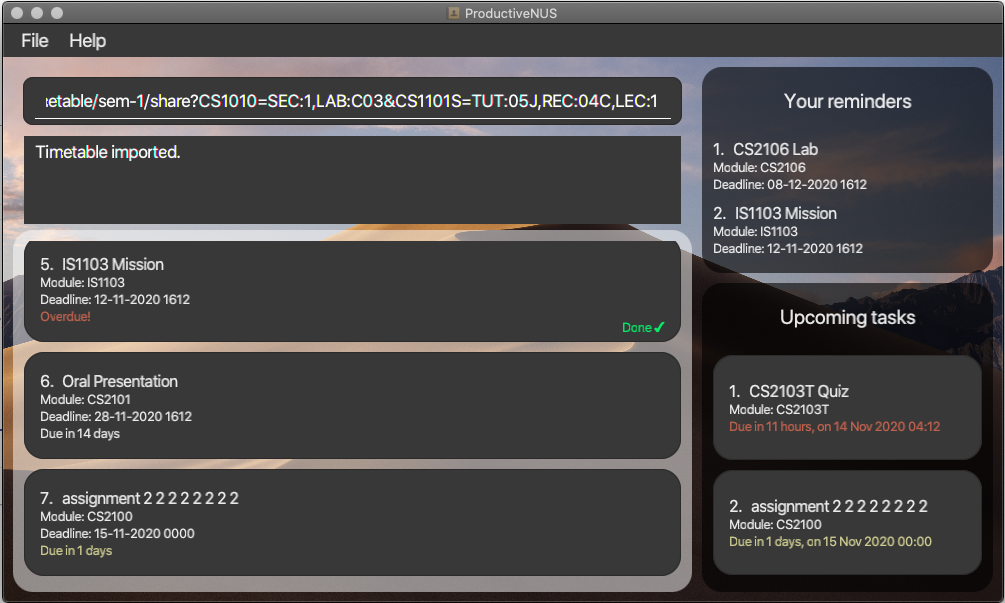 ProductiveNUS
File Help
etable/sem-1/share?CS1010=SEC:1,LAB:C03&CS1101S=TUT:05J,REC:04C,LEC:1
Timetable imported.
5. IS1103 Mission
Module: IS1103
Deadline: 12-11-2020 1612
Overdue!
Done✔
6. Oral Presentation
Module: CS2101
Deadline: 28-11-2020 1612
Due in 14 days
7. assignment 2 2 2 2 2 2 2 2
Module: CS2100
Deadline: 15-11-2020 0000
Due in 1 days
Your reminders
1. CS2106 Lab
Module: CS2106
Deadline: 08-12-2020 1612
2. IS1103 Mission
Module: IS1103
Deadline: 12-11-2020 1612
Upcoming tasks
1. CS2103T Quiz
Module: CS2103T
Due in 11 hours, on 14 Nov 2020 04:12
2. assignment 2 2 2 2 2 2 2 2
Module: CS2100
Due in 1 days, on 15 Nov 2020 00:00